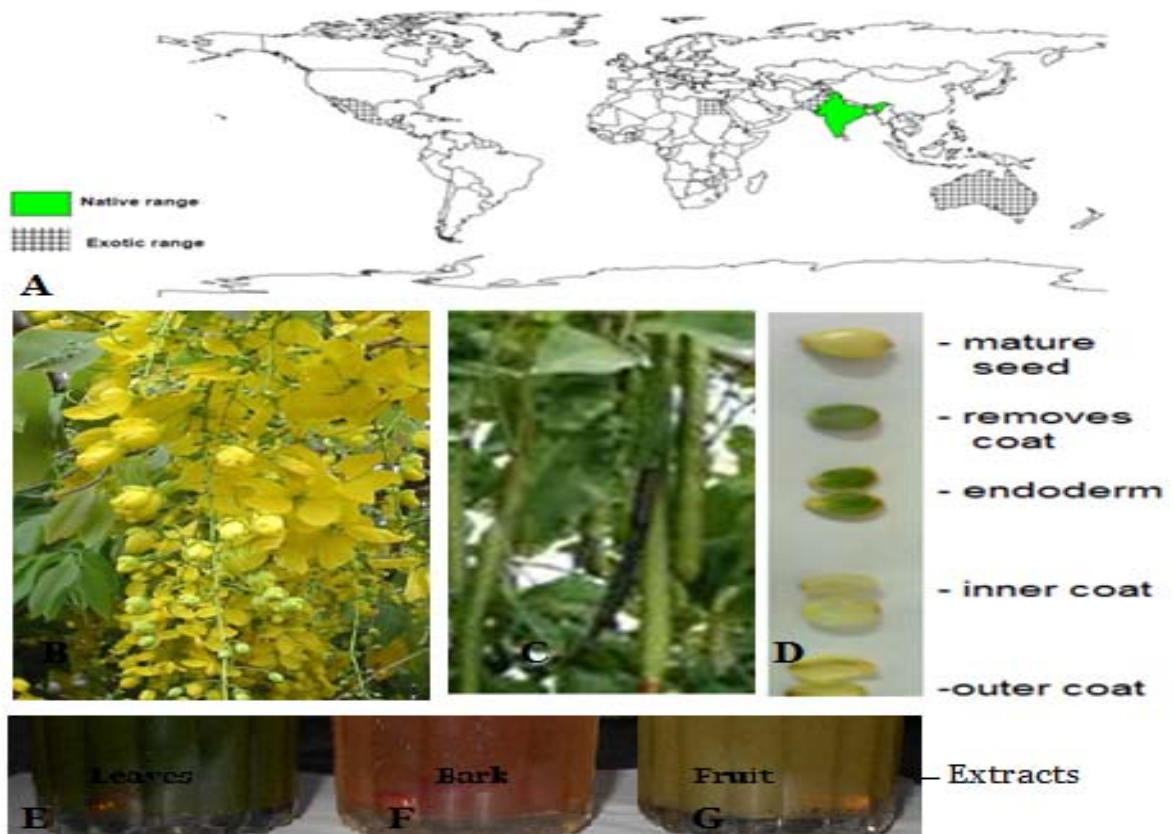 Native range
Exotic range
A
- mature
seed
- removes
coat
- endoderm
- inner coat
-outer coat
B
C
D
Leaves
Bark
Fruit
Extracts
E
F
G